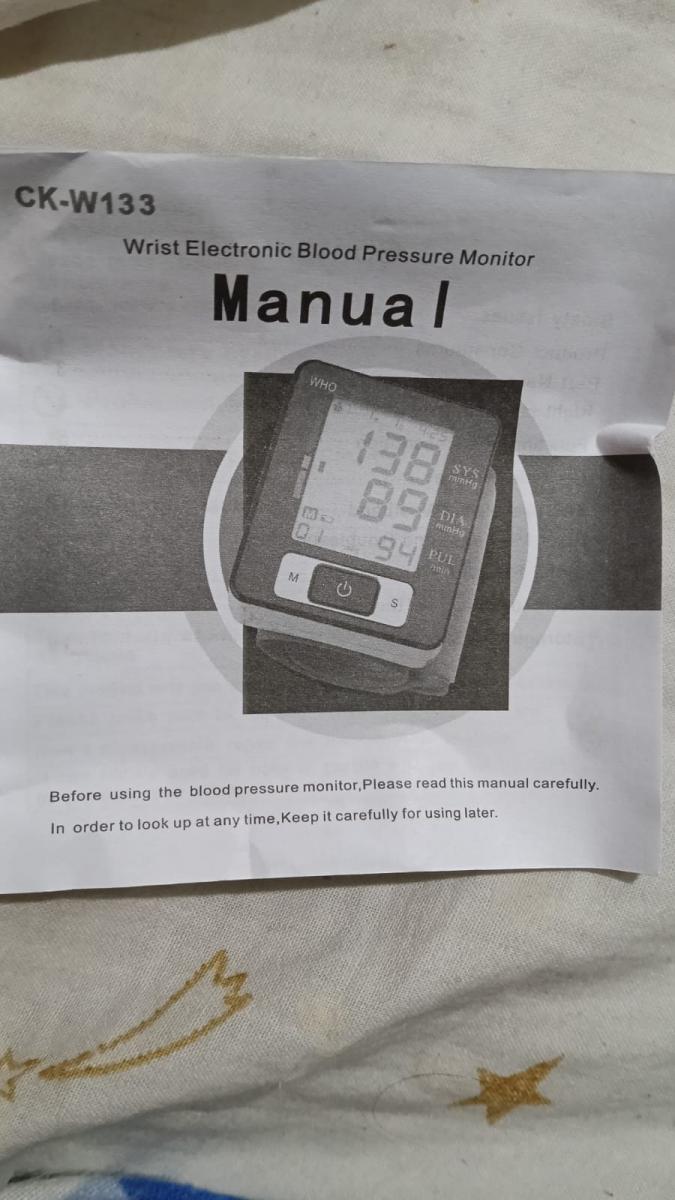 CK-W133
Wrist Electronic Blood Pressure Monitor
Manual
WHO
138
SYS
mmHg
89
DIA
mmHg
M
01
94
PUL
/min
M
S
Before using the blood pressure monitor,Please read this manual carefully.
In order to look up at any time,Keep it carefully for using later.